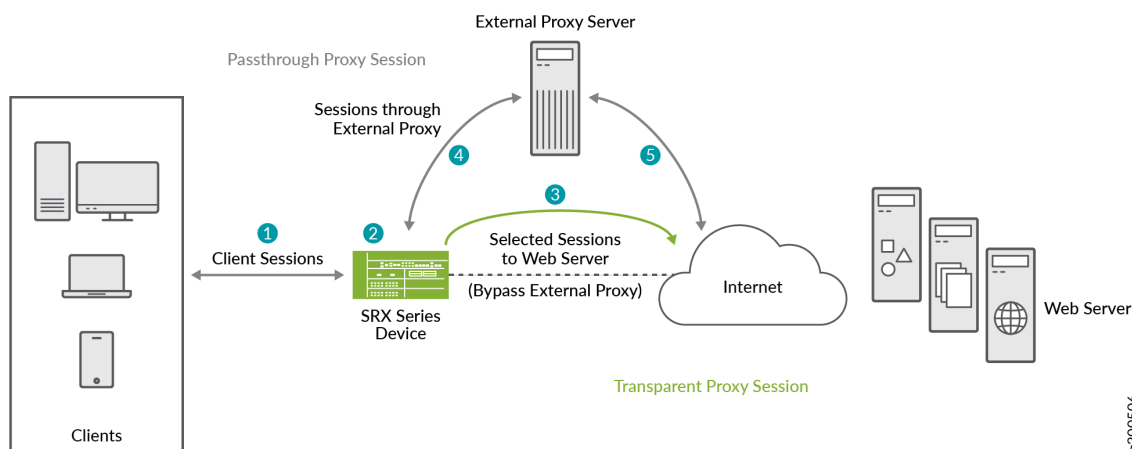 External Proxy Server
Passthrough Proxy Session
Sessions through
External Proxy
4
5
3
1
2
Client Sessions
Selected Sessions
to Web Server
(Bypass External Proxy)
Internet
SRX Series
Device
Web Server
Transparent Proxy Session
Clients